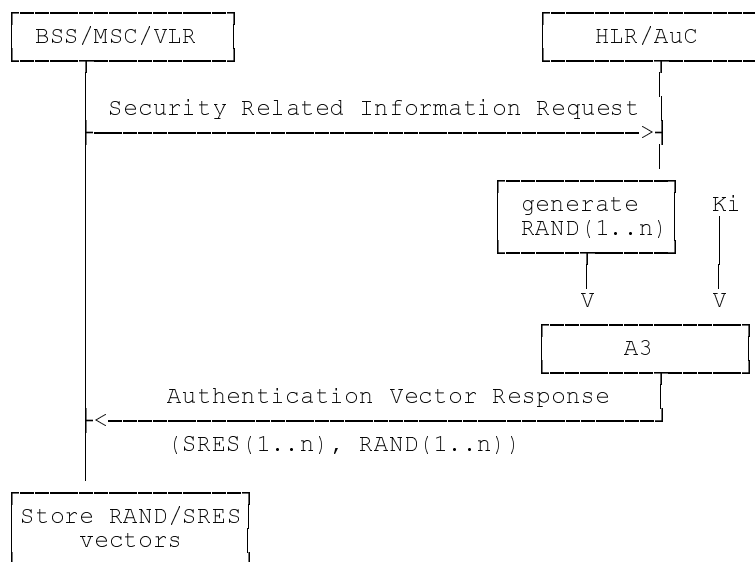 BSS/MSC/VLR
HLR/AuC
Security Related Information Request
generate
RAND(1..n)
Ki
V
V
A3
Authentication Vector Response
(SRES(1..n), RAND(1..n))
Store RAND/SRES
vectors